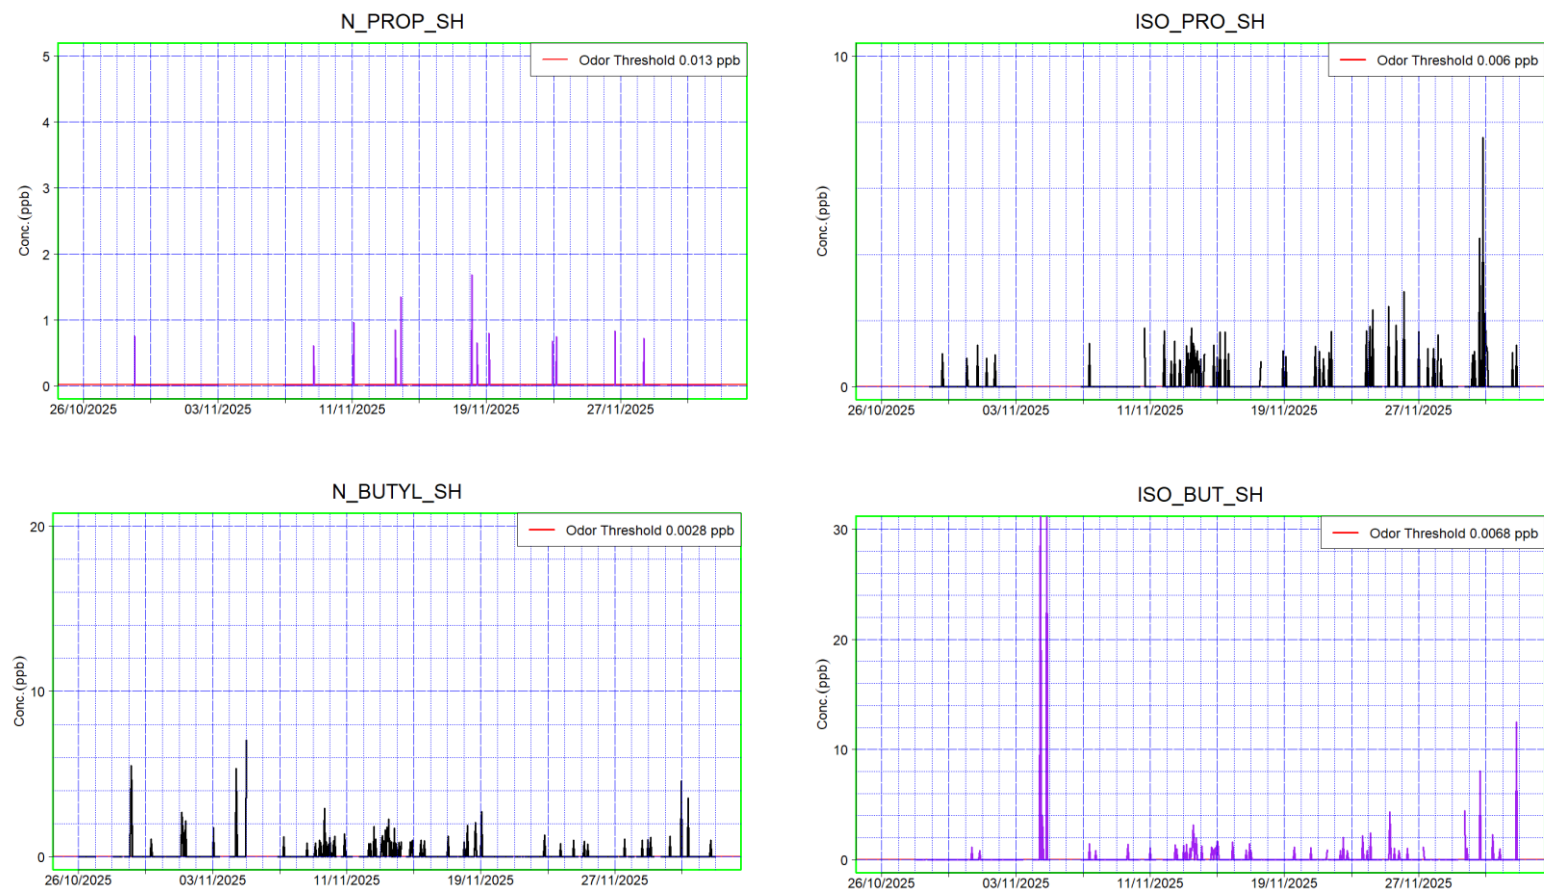 N_PROP_SH
Odor Threshold 0.013 ppb
5
4
3
2
1
0
Conc.(ppb)
26/10/2025 03/11/2025 11/11/2025 19/11/2025 27/11/2025
ISO_PRO_SH
Odor Threshold 0.006 ppb
10
0
Conc.(ppb)
26/10/2025 03/11/2025 11/11/2025 19/11/2025 27/11/2025
N_BUTYL_SH
Odor Threshold 0.0028 ppb
20
10
0
Conc.(ppb)
26/10/2025 03/11/2025 11/11/2025 19/11/2025 27/11/2025
ISO_BUT_SH
Odor Threshold 0.0068 ppb
30
20
10
0
Conc.(ppb)
26/10/2025 03/11/2025 11/11/2025 19/11/2025 27/11/2025